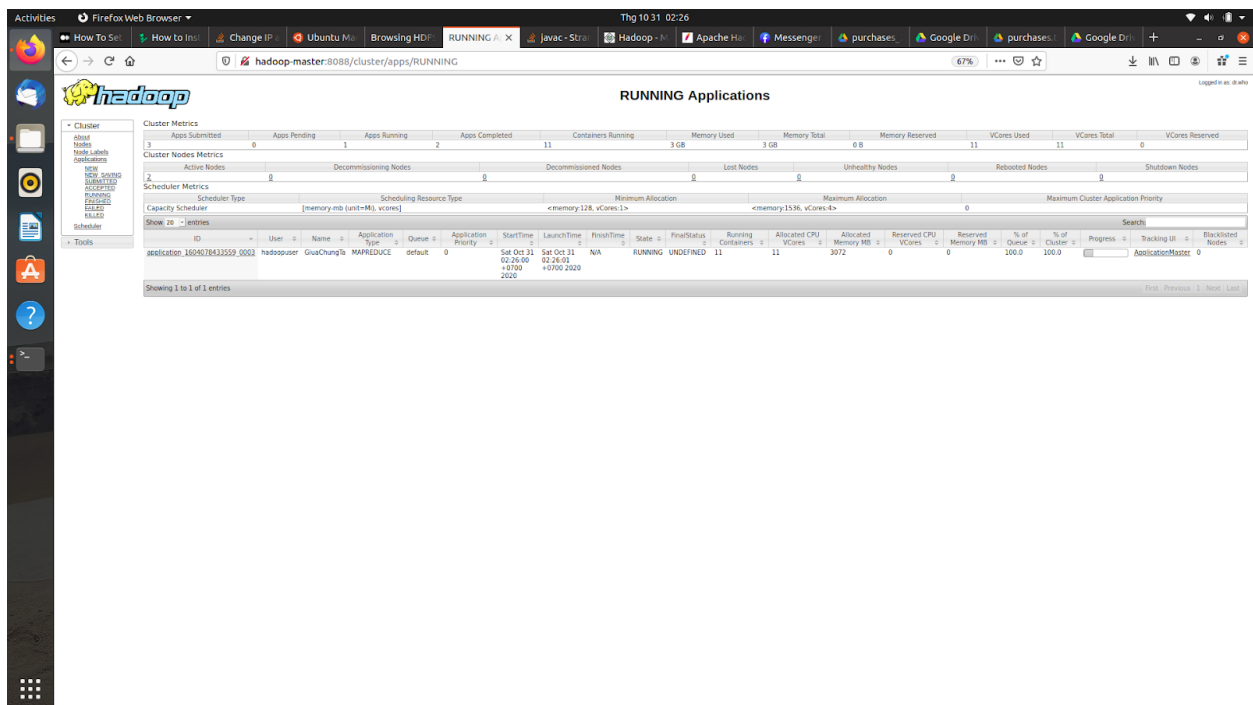 Activities Firefox Web Browser Thg 10 31 02:26
How To Set How to Inst Change IP a Ubuntu Ma Browsing HDF RUNNING A javac - Stra Hadoop - M Apache Ha Messenger purchases_ Google Dri purchases.t Google Dri
hadoop-master:8088/cluster/apps/RUNNING 67%
Logged in as: dr.who
hadoop RUNNING Applications
Cluster
About
Nodes
Node Labels
Applications
NEW
NEW_SAVING
SUBMITTED
ACCEPTED
RUNNING
FINISHED
FAILED
KILLED
Scheduler
Tools
Cluster Metrics
Apps Submitted Apps Pending Apps Running Apps Completed Containers Running Memory Used Memory Total Memory Reserved VCores Used VCores Total VCores Reserved
3 0 1 2 11 3 GB 3 GB 0 B 11 11 0
Cluster Nodes Metrics
Active Nodes Decommissioning Nodes Decommissioned Nodes Lost Nodes Unhealthy Nodes Rebooted Nodes Shutdown Nodes
2 0 0 0 0 0 0
Scheduler Metrics
Scheduler Type Scheduling Resource Type Minimum Allocation Maximum Allocation Maximum Cluster Application Priority
Capacity Scheduler [memory-mb (unit=Mi), vcores] <memory:128, vCores:1> <memory:1536, vCores:4> 0
Show 20 entries Search:
ID User Name Application Type Queue Application Priority StartTime LaunchTime FinishTime State FinalStatus Running Containers Allocated CPU VCores Allocated Memory MB Reserved CPU VCores Reserved Memory MB % of Queue % of Cluster Progress Tracking UI Blacklisted Nodes
application_1604078433559_0003 hadoopuser GiuaChungTa MAPREDUCE default 0 Sat Oct 31 02:26:00 +0700 2020 Sat Oct 31 02:26:01 +0700 2020 N/A RUNNING UNDEFINED 11 11 3072 0 0 100.0 100.0 ApplicationMaster 0
Showing 1 to 1 of 1 entries First Previous 1 Next Last